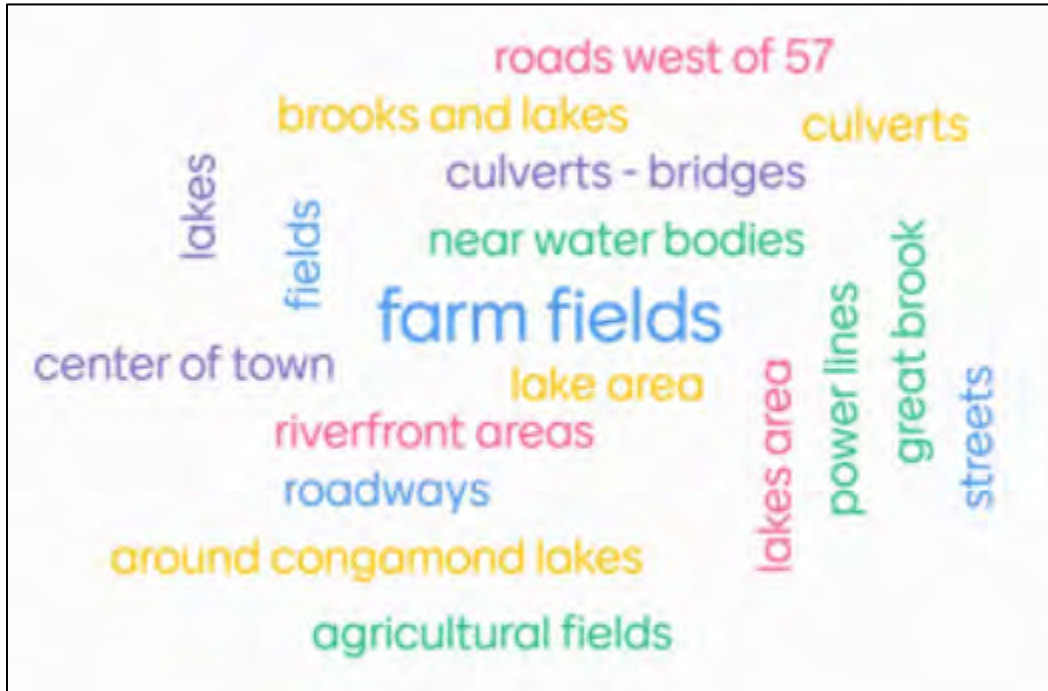 roads west of 57
brooks and lakes
culverts
culverts - bridges
lakes
fields
near water bodies
farm fields
center of town
lake area
riverfront areas
roadways
lakes area
power lines
great brook
streets
around congamond lakes
agricultural fields